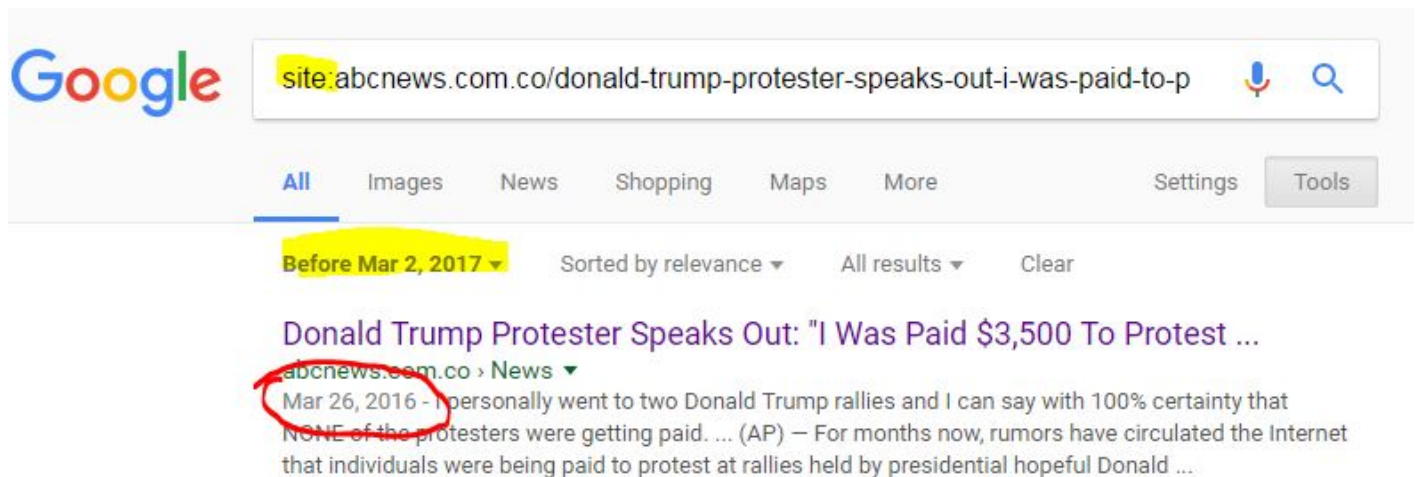 Google
site:abcnews.com.co/donald-trump-protester-speaks-out-i-was-paid-to-p
All Images News Shopping Maps More Settings Tools
Before Mar 2, 2017 Sorted by relevance All results Clear
Donald Trump Protester Speaks Out: "I Was Paid $3,500 To Protest ...
abcnews.com.co › News
Mar 26, 2016 - I personally went to two Donald Trump rallies and I can say with 100% certainty that
NONE of the protesters were getting paid. ... (AP) — For months now, rumors have circulated the Internet
that individuals were being paid to protest at rallies held by presidential hopeful Donald ...